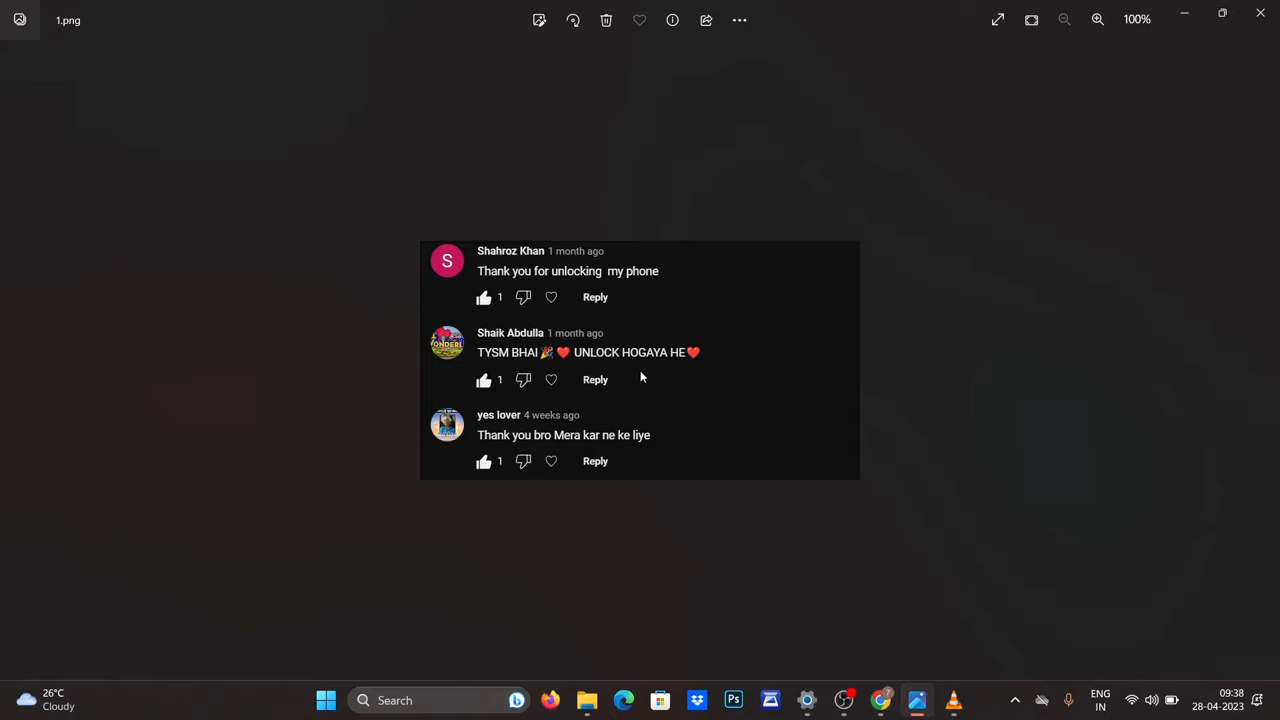 1.png
100%
Shahroz Khan 1 month ago
Thank you for unlocking my phone
1 Reply
Shaik Abdulla 1 month ago
TYSM BHAI🎉❤️ UNLOCK HOGAYA HE❤️
1 Reply
yes lover 4 weeks ago
Thank you bro Mera kar ne ke liye
1 Reply
26°C
Cloudy
Search
Ps
7
ENG
IN
09:38
28-04-2023